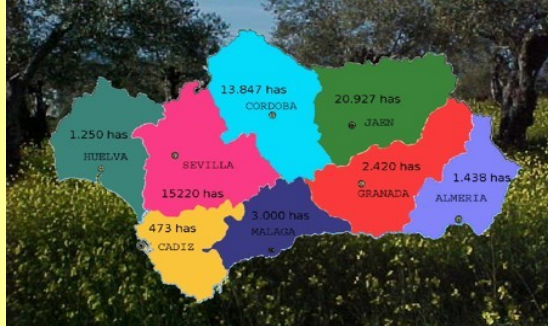 13.847 has
CORDOBA
20.927 has
JAEN
1.250 has
HUELVA
SEVILLA
15220 has
2.420 has
GRANADA
1.438 has
ALMERIA
3.000 has
MALAGA
473 has
CADIZ